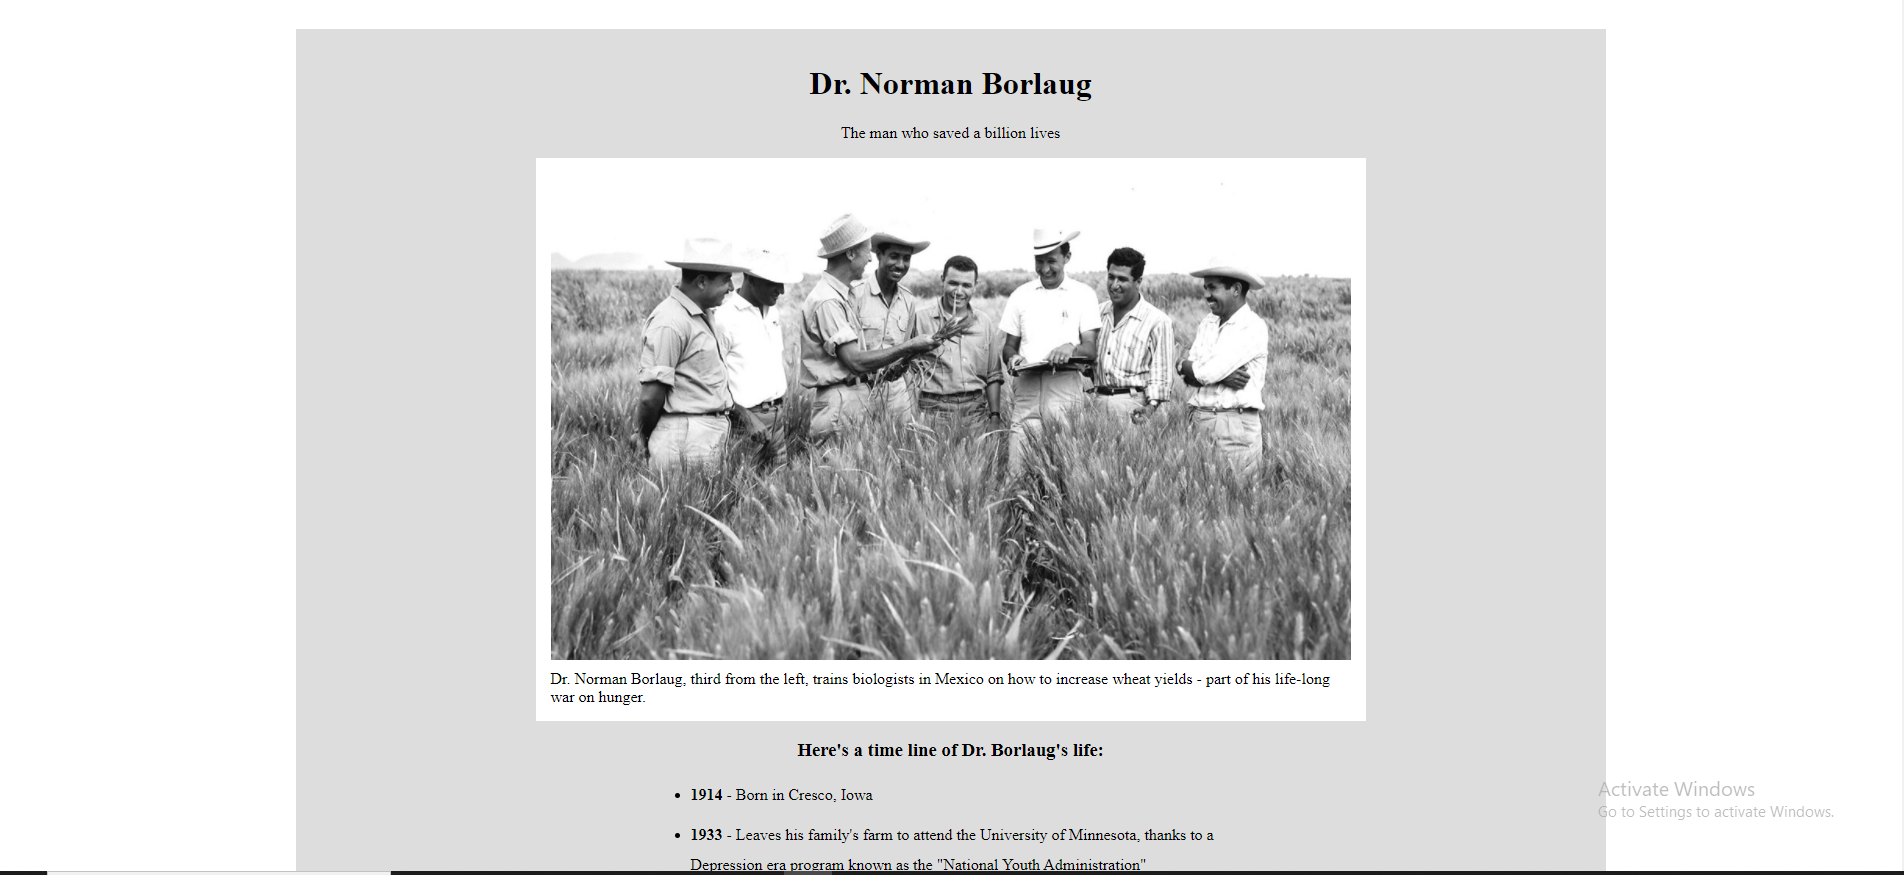 Dr. Norman Borlaug
The man who saved a billion lives
Dr. Norman Borlaug, third from the left, trains biologists in Mexico on how to increase wheat yields - part of his life-long
war on hunger.
Here's a time line of Dr. Borlaug's life:
• 1914 - Born in Cresco, Iowa
• 1933 - Leaves his family's farm to attend the University of Minnesota, thanks to a
Depression era program known as the "National Youth Administration"
Activate Windows
Go to Settings to activate Windows.